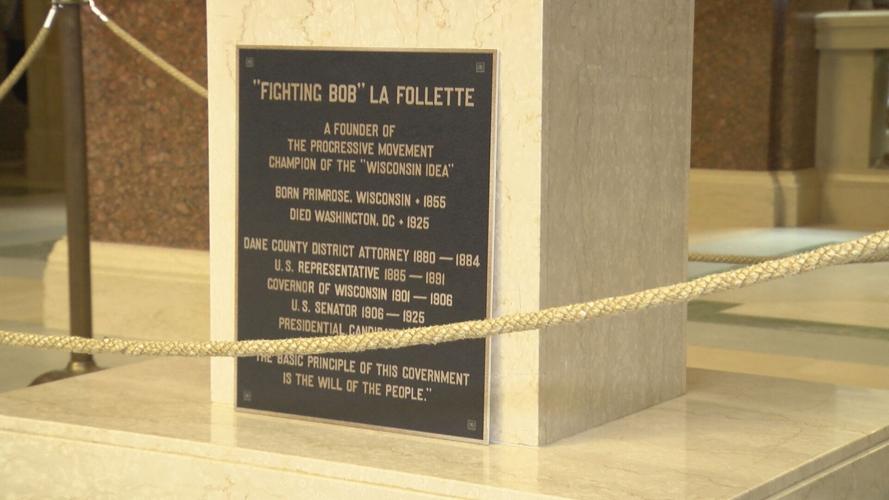 "FIGHTING BOB" LA FOLLETTE
A FOUNDER OF
THE PROGRESSIVE MOVEMENT
CHAMPION OF THE "WISCONSIN IDEA"
BORN PRIMROSE, WISCONSIN • 1855
DIED WASHINGTON, DC • 1925
DANE COUNTY DISTRICT ATTORNEY 1880 — 1884
U.S. REPRESENTATIVE 1885 — 1891
GOVERNOR OF WISCONSIN 1901 — 1906
U.S. SENATOR 1906 — 1925
PRESIDENTIAL
THE BASIC PRINCIPLE OF THIS GOVERNMENT
IS THE WILL OF THE PEOPLE."